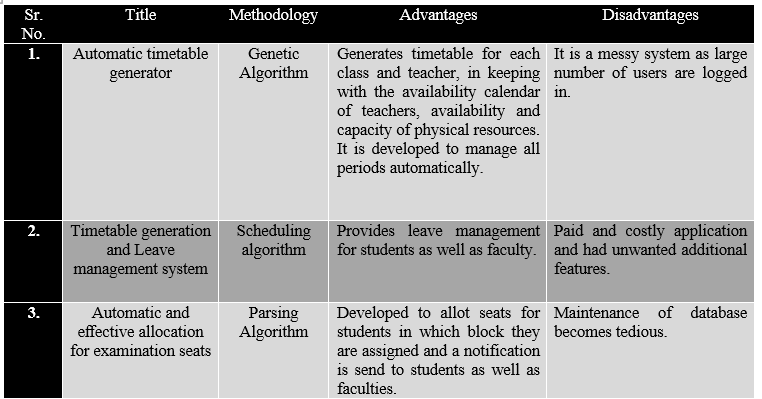 Sr. No.
Title
Methodology
Advantages
Disadvantages
1.
Automatic timetable
generator
Genetic
Algorithm
Generates timetable for each
class and teacher, in keeping
with the availability calendar
of teachers, availability and
capacity of physical resources.
It is developed to manage all
periods automatically.
It is a messy system as large
number of users are logged
in.
2.
Timetable generation
and Leave
management system
Scheduling
algorithm
Provides leave management
for students as well as faculty.
Paid and costly application
and had unwanted additional
features.
3.
Automatic and
effective allocation
for examination seats
Parsing
Algorithm
Developed to allot seats for
students in which block they
are assigned and a notification
is send to students as well as
faculties.
Maintenance of database
becomes tedious.